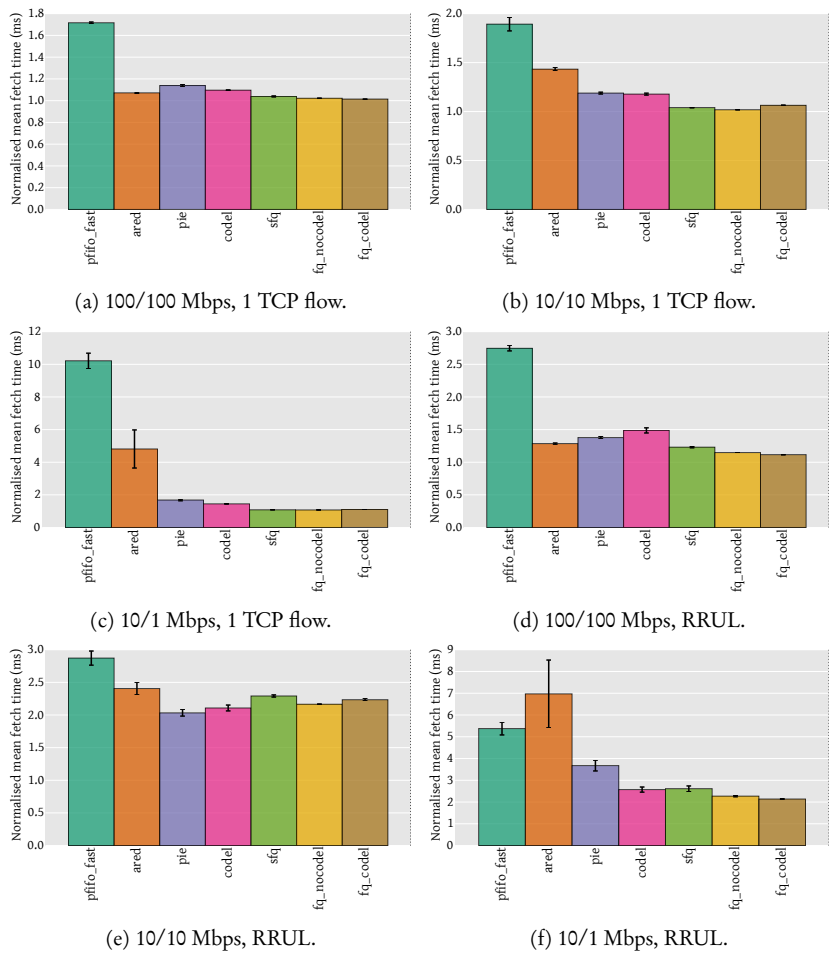 Normalised mean fetch time (ms)
1.8
1.6
1.4
1.2
1.0
0.8
0.6
0.4
0.2
0.0
pfifo_fast
ared
pie
codel
sfq
fq_nocodel
fq_codel
(a) 100/100 Mbps, 1 TCP flow.
Normalised mean fetch time (ms)
2.0
1.5
1.0
0.5
0.0
pfifo_fast
ared
pie
codel
sfq
fq_nocodel
fq_codel
(b) 10/10 Mbps, 1 TCP flow.
Normalised mean fetch time (ms)
12
10
8
6
4
2
0
pfifo_fast
ared
pie
codel
sfq
fq_nocodel
fq_codel
(c) 10/1 Mbps, 1 TCP flow.
Normalised mean fetch time (ms)
3.0
2.5
2.0
1.5
1.0
0.5
0.0
pfifo_fast
ared
pie
codel
sfq
fq_nocodel
fq_codel
(d) 100/100 Mbps, RRUL.
Normalised mean fetch time (ms)
3.0
2.5
2.0
1.5
1.0
0.5
0.0
pfifo_fast
ared
pie
codel
sfq
fq_nocodel
fq_codel
(e) 10/10 Mbps, RRUL.
Normalised mean fetch time (ms)
9
8
7
6
5
4
3
2
1
0
pfifo_fast
ared
pie
codel
sfq
fq_nocodel
fq_codel
(f) 10/1 Mbps, RRUL.